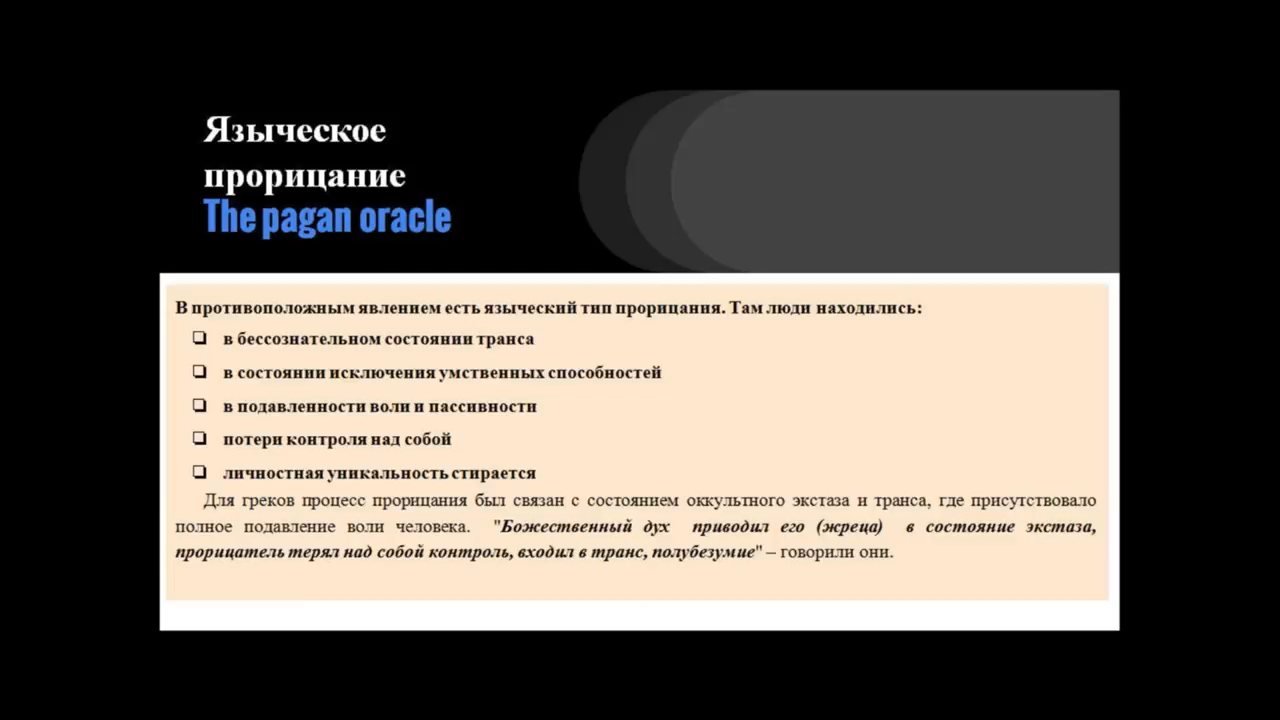 Языческое
прорицание
The pagan oracle
В противоположным явлением есть языческий тип прорицания. Там люди находились:
❏ в бессознательном состоянии транса
❏ в состоянии исключения умственных способностей
❏ в подавленности воли и пассивности
❏ потери контроля над собой
❏ личностная уникальность стирается
Для греков процесс прорицания был связан с состоянием оккультного экстаза и транса, где присутствовало
полное подавление воли человека. "Божественный дух приводил его (жреца) в состояние экстаза,
прорицатель терял над собой контроль, входил в транс, полубезумие" – говорили они.